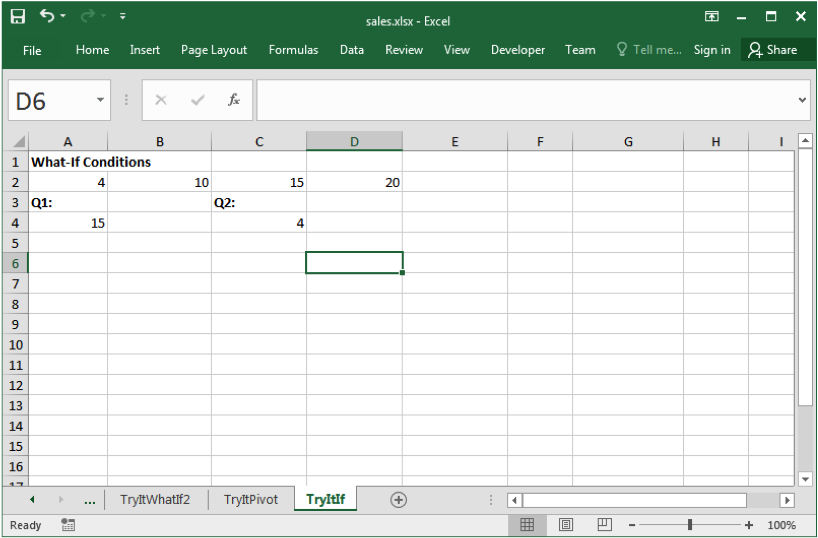 sales.xlsx - Excel
File Home Insert Page Layout Formulas Data Review View Developer Team Tell me... Sign in Share
D6 fx
A B C D E F G H I
1 What-If Conditions
2 4 10 15 20
3 Q1: Q2:
4 15 4
5
6
7
8
9
10
11
12
13
14
15
16
17
... TryItWhatIf2 TryItPivot TryItIf
Ready 100%